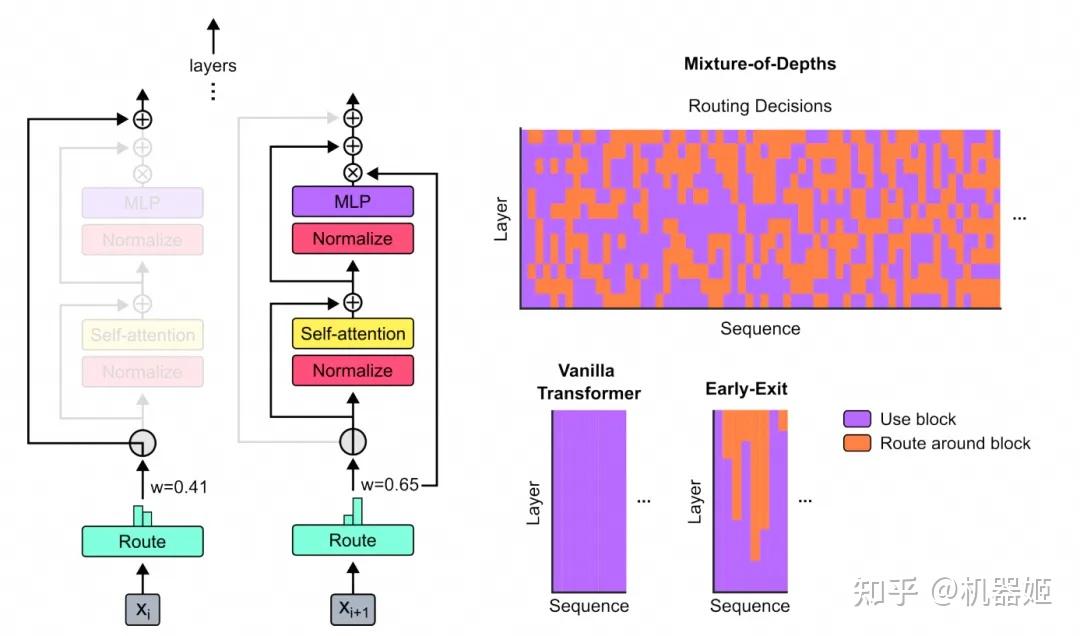 layers
MLP
Normalize
Self-attention
Normalize
w=0.41
Route
xi
MLP
Normalize
Self-attention
Normalize
w=0.65
Route
xi+1
Mixture-of-Depths
Routing Decisions
Layer
...
Sequence
Vanilla
Transformer
Layer
...
Sequence
Early-Exit
Layer
...
Sequence
Use block
Route around block
知乎 @机器姬